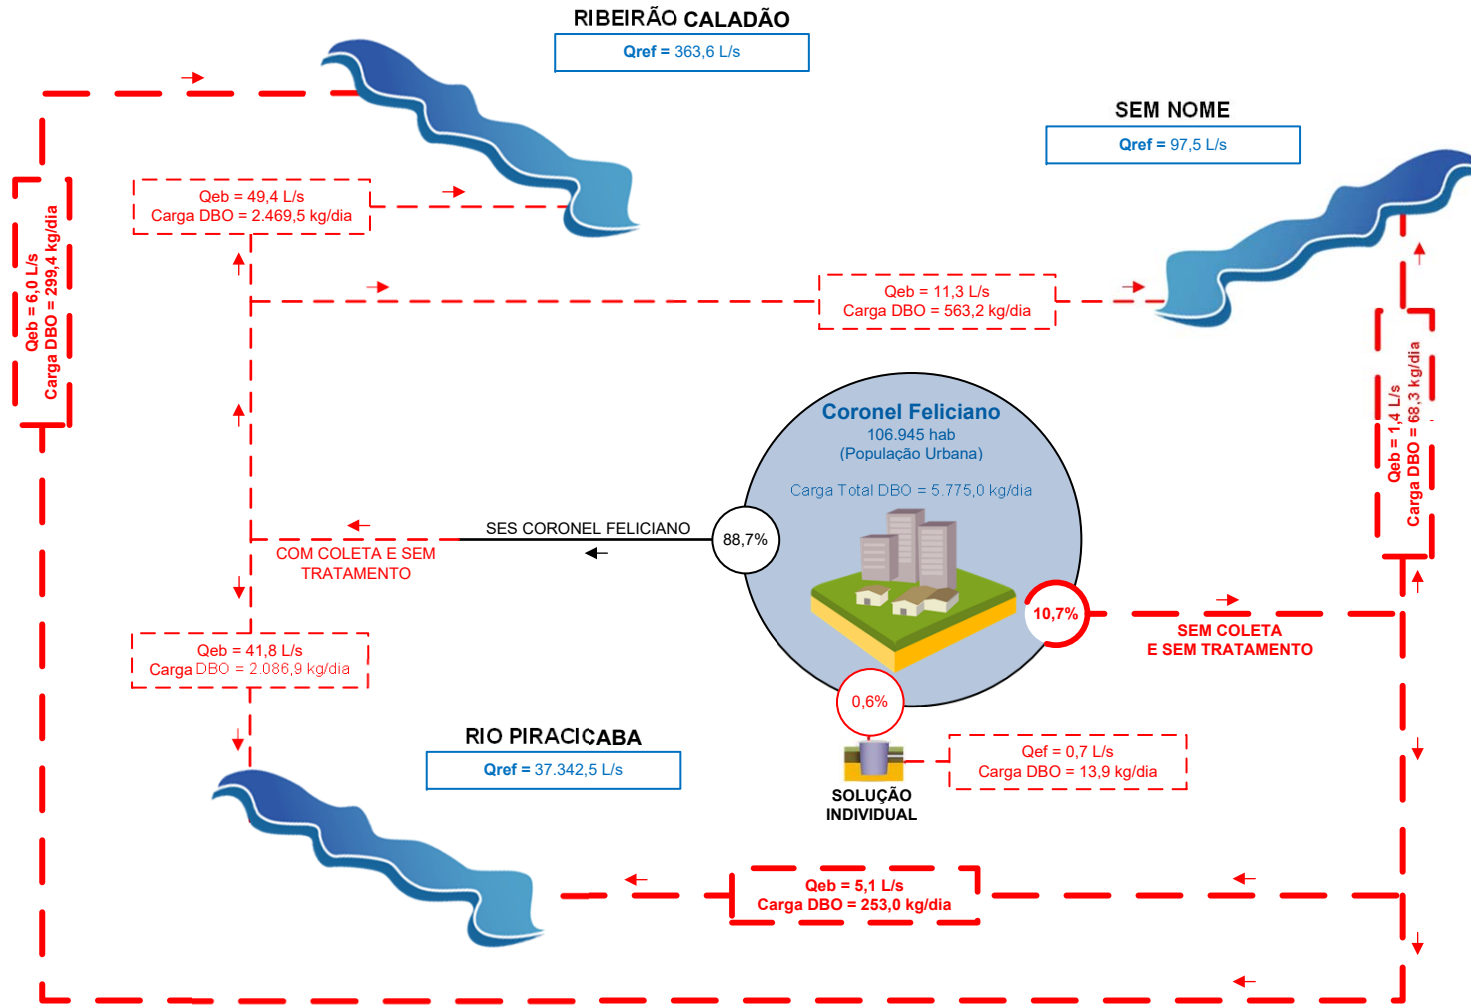 RIBEIRÃO CALADÃO
Qref = 363,6 L/s
SEM NOME
Qref = 97,5 L/s
Qeb = 49,4 L/s
Carga DBO = 2.469,5 kg/dia
Qeb = 6,0 L/s
Carga DBO = 299,4 kg/dia
Qeb = 11,3 L/s
Carga DBO = 563,2 kg/dia
Qeb = 1,4 L/s
Carga DBO = 68,3 kg/dia
Coronel Feliciano
106.945 hab
(População Urbana)
Carga Total DBO = 5.775,0 kg/dia
SES CORONEL FELICIANO
88,7%
COM COLETA E SEM
TRATAMENTO
10,7%
SEM COLETA
E SEM TRATAMENTO
Qeb = 41,8 L/s
Carga DBO = 2.086,9 kg/dia
0,6%
RIO PIRACICABA
Qref = 37.342,5 L/s
Qef = 0,7 L/s
Carga DBO = 13,9 kg/dia
SOLUÇÃO
INDIVIDUAL
Qeb = 5,1 L/s
Carga DBO = 253,0 kg/dia